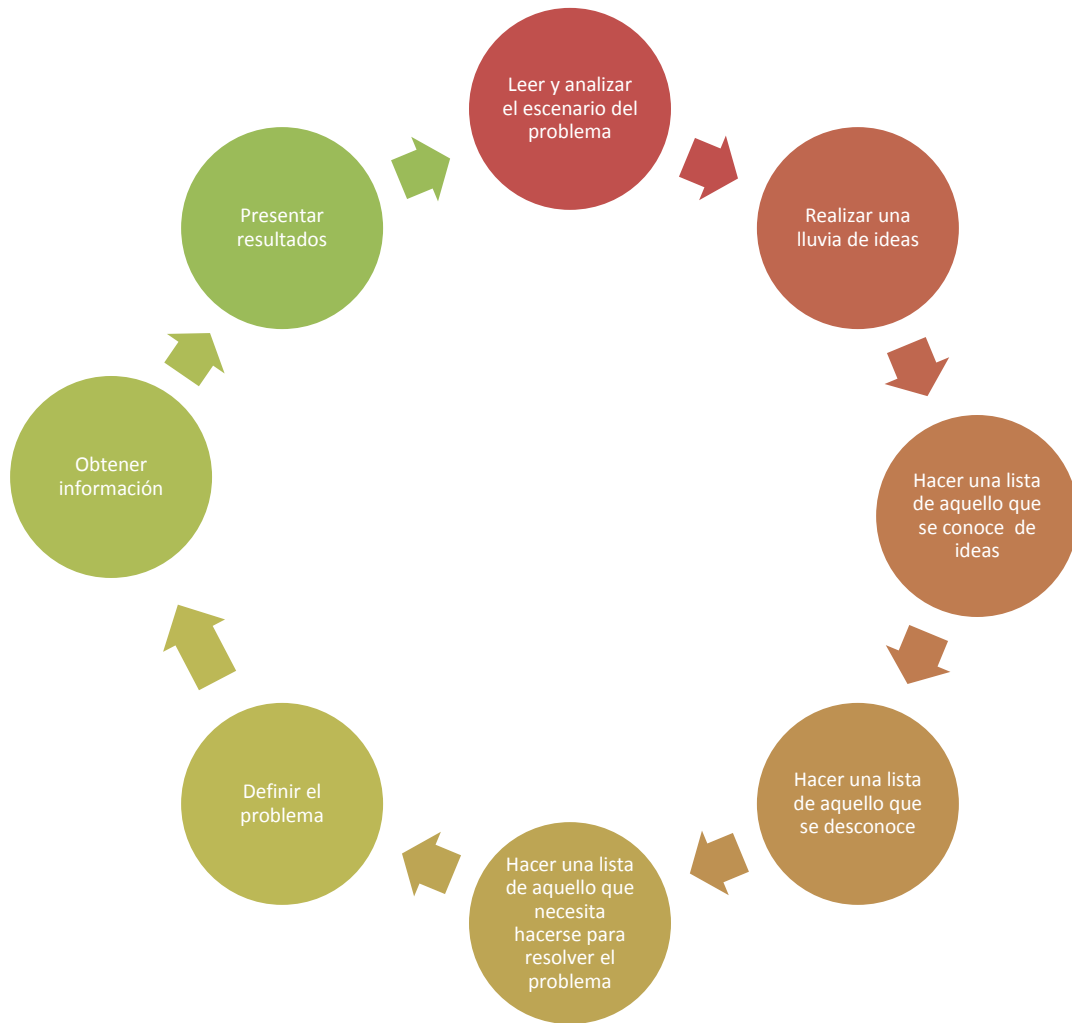 Leer y analizar
el escenario del
problema
Realizar una
lluvia de ideas
Hacer una lista
de aquello que
se conoce  de
ideas
Hacer una lista
de aquello que
se desconoce
Hacer una lista
de aquello que
necesita
hacerse para
resolver el
problema
Definir el
problema
Obtener
información
Presentar
resultados